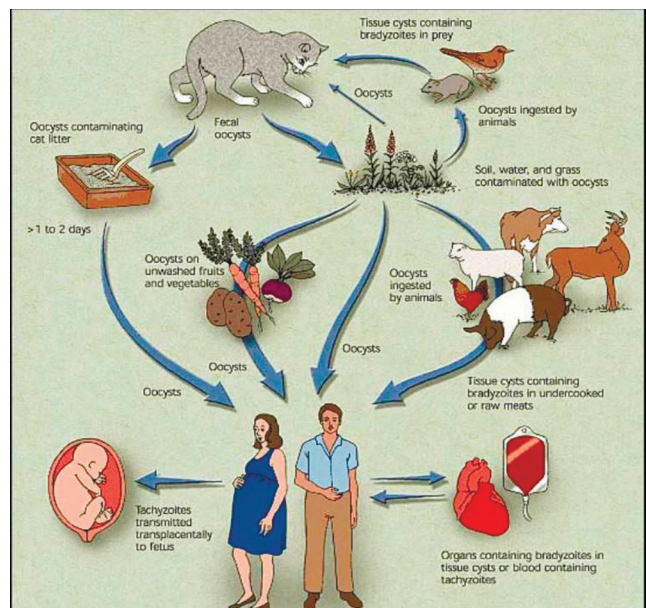 Tissue cysts containing
bradyzoites in prey
Oocysts
Oocysts ingested by
animals
Fecal
oocysts
Oocysts contaminating
cat litter
Soil, water, and grass
contaminated with oocysts
>1 to 2 days
Oocysts on
unwashed fruits
and vegetables
Oocysts
ingested
by animals
Oocysts
Oocysts
Oocysts
Tissue cysts containing
bradyzoites in undercooked
or raw meats
Tachyzoites
transmitted
transplacentally
to fetus
Organs containing bradyzoites in
tissue cysts or blood containing
tachyzoites